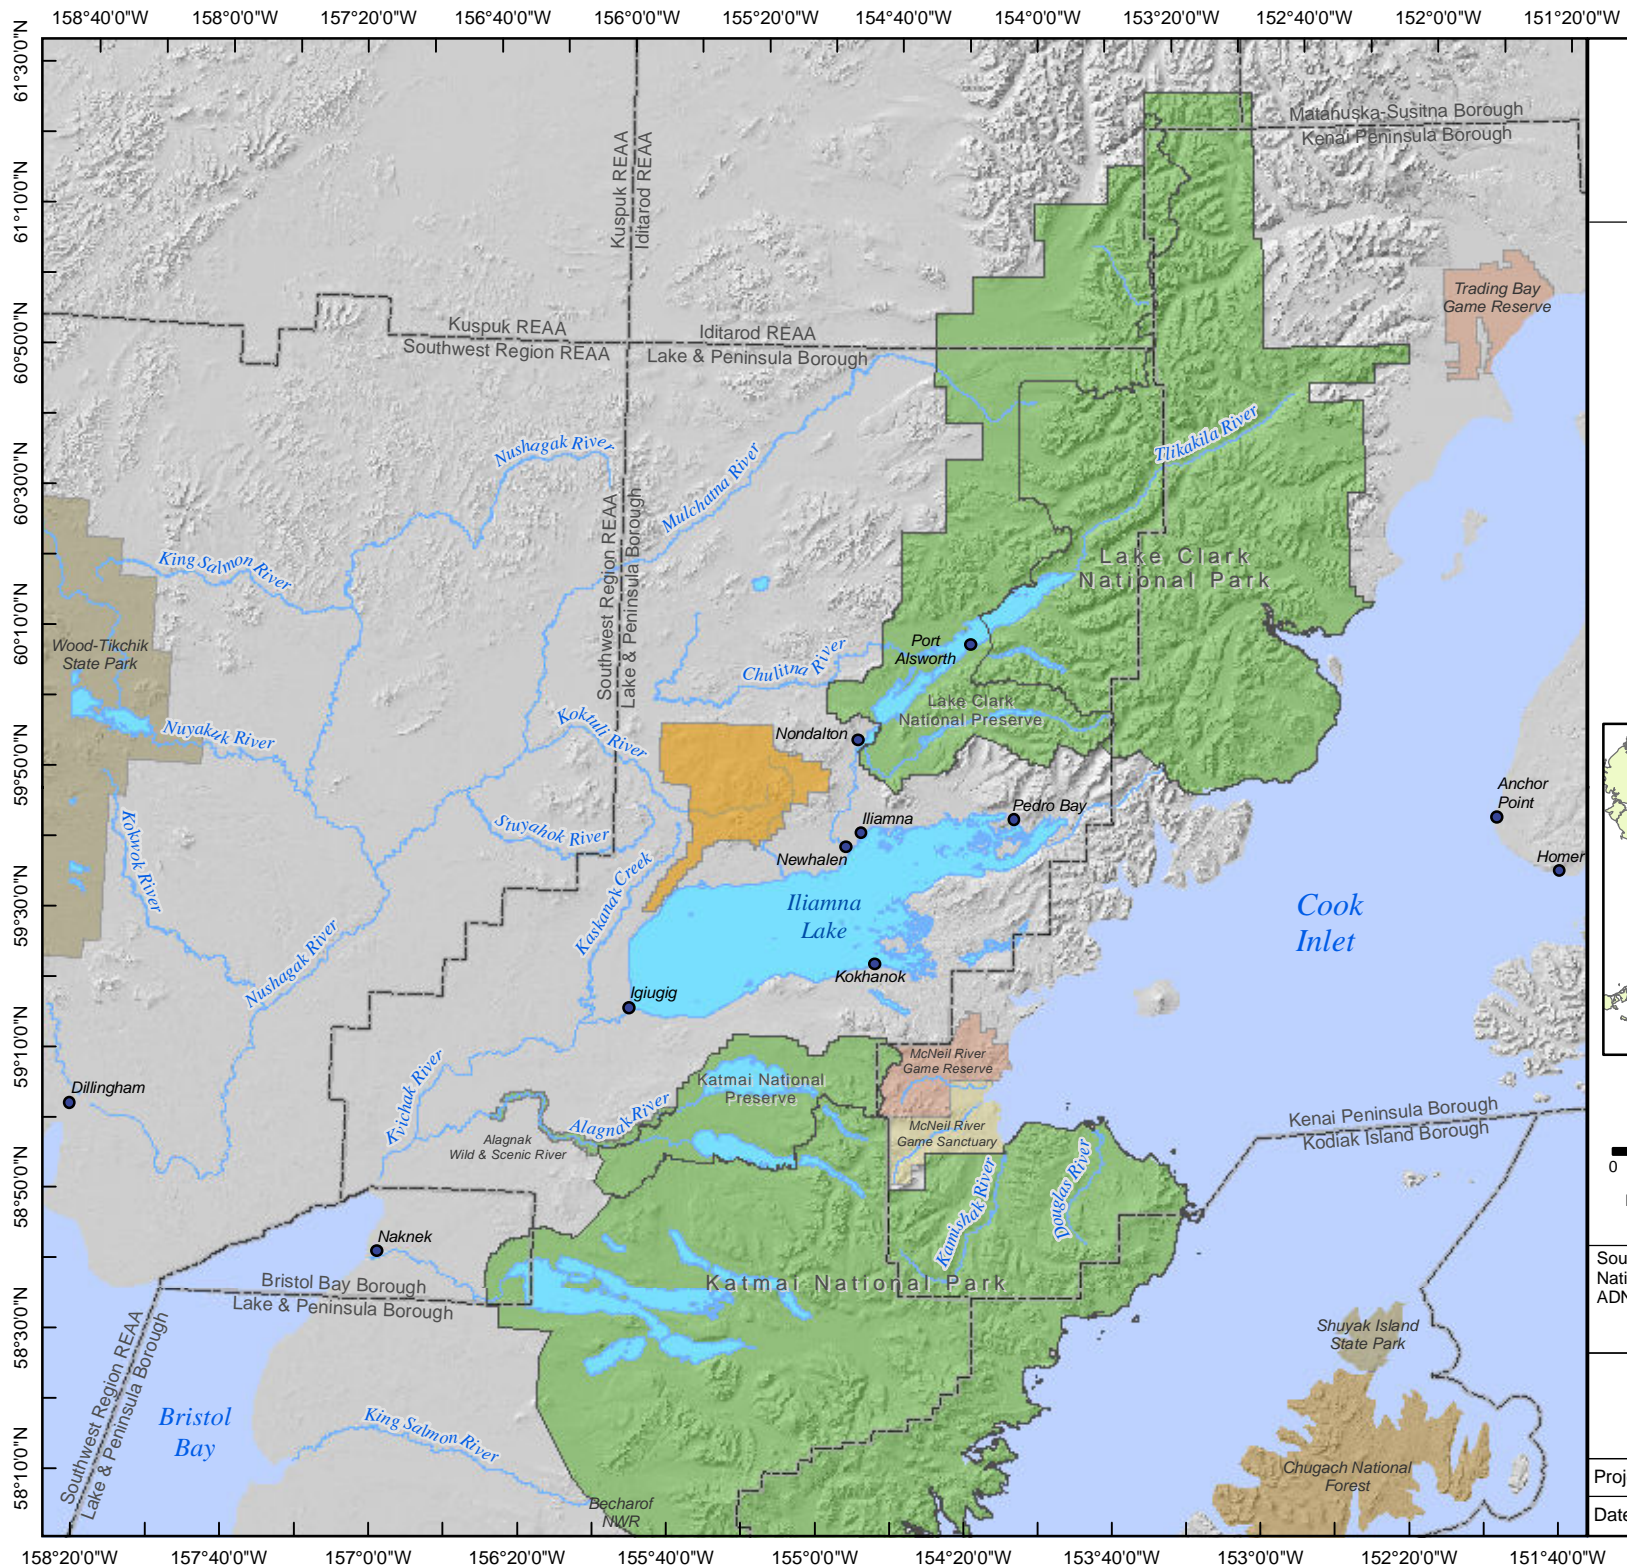 158°40'0"W 158°0'0"W 157°20'0"W 156°40'0"W 156°0'0"W 155°20'0"W 154°40'0"W 154°0'0"W 153°20'0"W 152°40'0"W 152°0'0"W 151°20'0"W
61°30'0"N
61°10'0"N
60°50'0"N
60°30'0"N
60°10'0"N
59°50'0"N
59°30'0"N
59°10'0"N
58°50'0"N
58°30'0"N
58°10'0"N
Matanuska-Susitna Borough
Kenai Peninsula Borough
Kuspuk REAA
Iditarod REAA
Trading Bay
Game Reserve
Kuspuk REAA
Southwest Region REAA
Iditarod REAA
Lake & Peninsula Borough
Nushagak River
Mulchatna River
Tlikakila River
Southwest Region REAA
Lake & Peninsula Borough
King Salmon River
Lake Clark
National Park
Wood-Tikchik
State Park
Port
Alsworth
Chulitna River
Lake Clark
National Preserve
Nuyakuk River
Koktuli River
Nondalton
Anchor
Point
Kokwok River
Stuyahok River
Iliamna
Pedro Bay
Newhalen
Homer
Kaskanak Creek
Iliamna
Lake
Cook
Inlet
Nushagak River
Kokhanok
Igiugig
McNeil River
Game Reserve
Dillingham
Kvichak River
Katmai National
Preserve
Alagnak River
Alagnak
Wild & Scenic River
McNeil River
Game Sanctuary
Kenai Peninsula Borough
Kodiak Island Borough
Kamishak River
Douglas River
Naknek
Bristol Bay Borough
Lake & Peninsula Borough
Katmai National Park
Southwest Region REAA
Lake & Peninsula Borough
Shuyak Island
State Park
Bristol
Bay
King Salmon River
Becharof
NWR
Chugach National
Forest
0
Sou
Nati
ADN
Proj
Date
158°20'0"W 157°40'0"W 157°0'0"W 156°20'0"W 155°40'0"W 155°0'0"W 154°20'0"W 153°40'0"W 153°0'0"W 152°20'0"W 151°40'0"W